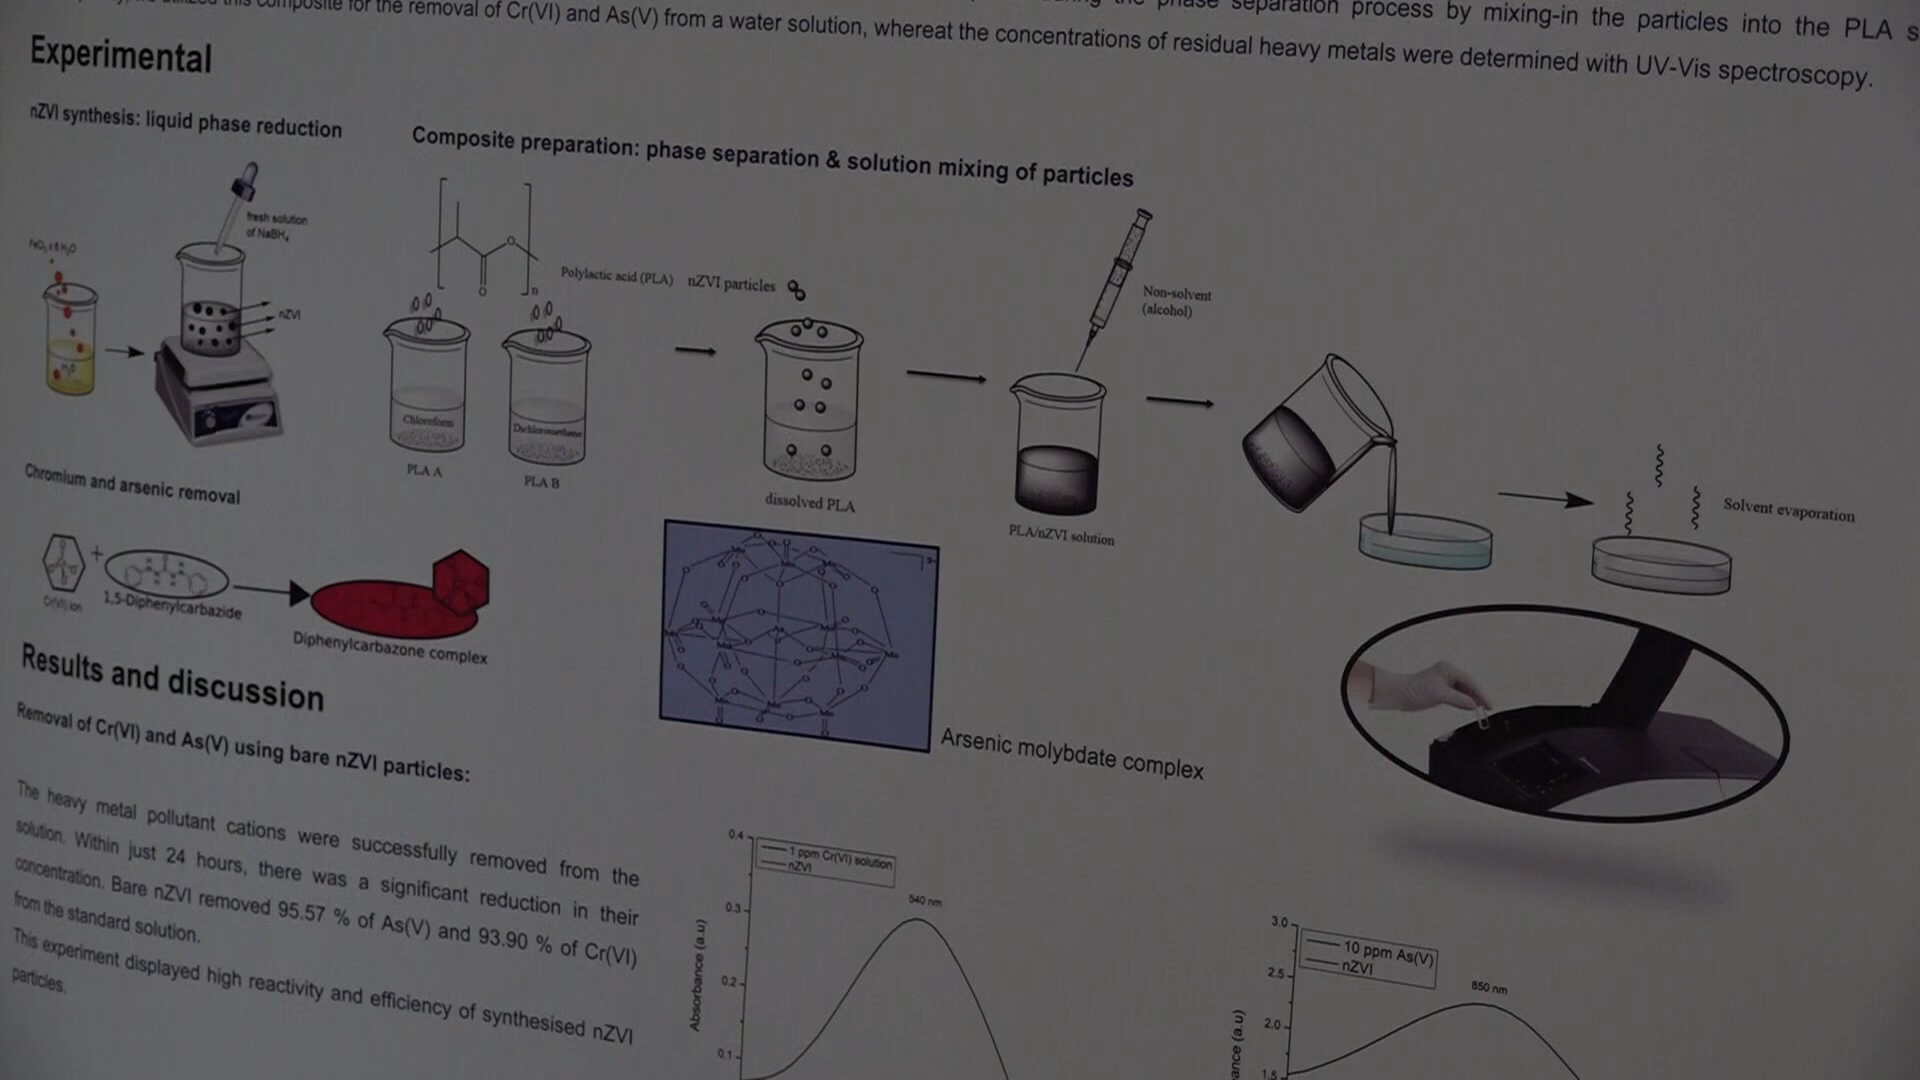 this composite for the removal of Cr(VI) and As(V) from a water solution, whereat the concentrations of residual heavy metals were determined with UV-Vis spectroscopy.
phase separation process by mixing-in the particles into the PLA
Experimental
nZVI synthesis: liquid phase reduction
Composite preparation: phase separation & solution mixing of particles
fresh solution
of NaBH₄
nZVI
H₂O
O
O
n
Polylactic acid (PLA)
nZVI particles
Non-solvent
(alcohol)
Chloroform
Dichloromethane
PLA A
PLA B
dissolved PLA
PLA/nZVI solution
Solvent evaporation
Chromium and arsenic removal
+
Cr(VI) ion
1,5-Diphenylcarbazide
Diphenylcarbazone complex
Arsenic molybdate complex
Results and discussion
Removal of Cr(VI) and As(V) using bare nZVI particles:
The heavy metal pollutant cations were successfully removed from the
solution. Within just 24 hours, there was a significant reduction in their
concentration. Bare nZVI removed 95.57 % of As(V) and 93.90 % of Cr(VI)
from the standard solution.
This experiment displayed high reactivity and efficiency of synthesised nZVI
particles.
0.4
1 ppm Cr(VI) solution
nZVI
540 nm
0.3
0.2
0.1
Absorbance (a.u)
3.0
10 ppm As(V)
nZVI
850 nm
2.5
2.0
1.5
ance (a.u)